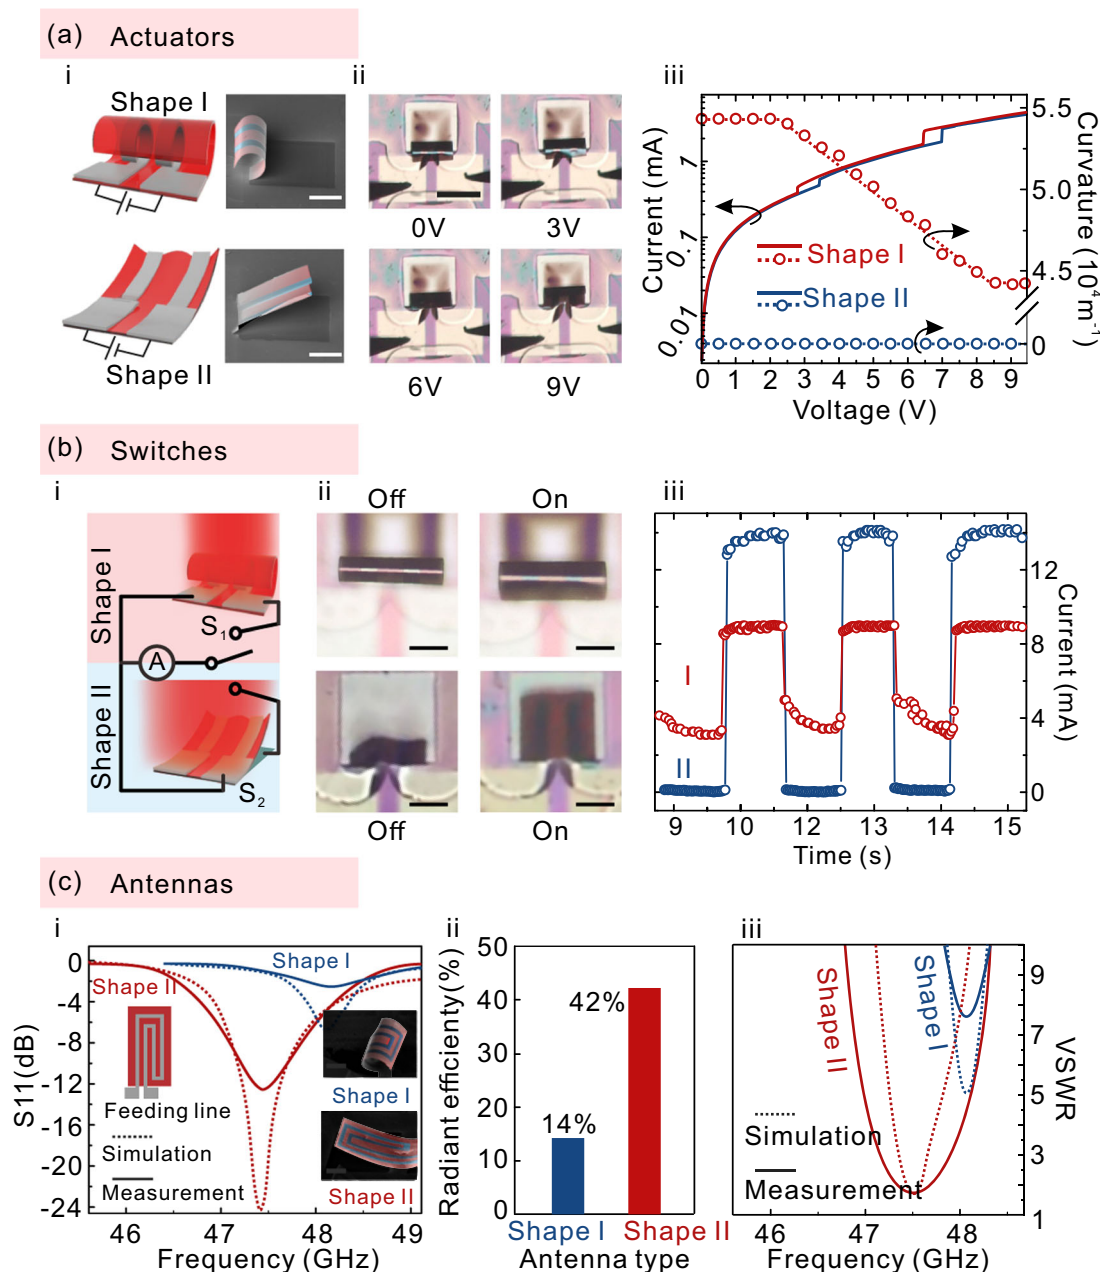 (a) Actuators
i
Shape I
Shape II
ii
0V
3V
6V
9V
iii
Current (mA)
1
0.1
0.01
Shape I
Shape II
5.5
5.0
4.5
0
Curvature (10⁴m⁻¹)
0 1 2 3 4 5 6 7 8 9
Voltage (V)
(b) Switches
i
Shape I
S₁
A
Shape II
S₂
ii
Off
On
Off
On
iii
I
II
12
8
4
0
Current (mA)
9 10 11 12 13 14 15
Time (s)
(c) Antennas
i
S11(dB)
0
-4
-8
-12
-16
-20
-24
Shape I
Shape II
Feeding line
Simulation
Measurement
Shape I
Shape II
46 47 48 49
Frequency (GHz)
ii
Radiant efficienty(%)
50
40
30
20
10
0
14%
42%
Shape I Shape II
Antenna type
iii
Shape II
Shape I
Simulation
Measurement
9
7
5
3
1
VSWR
46 47 48
Frequency (GHz)